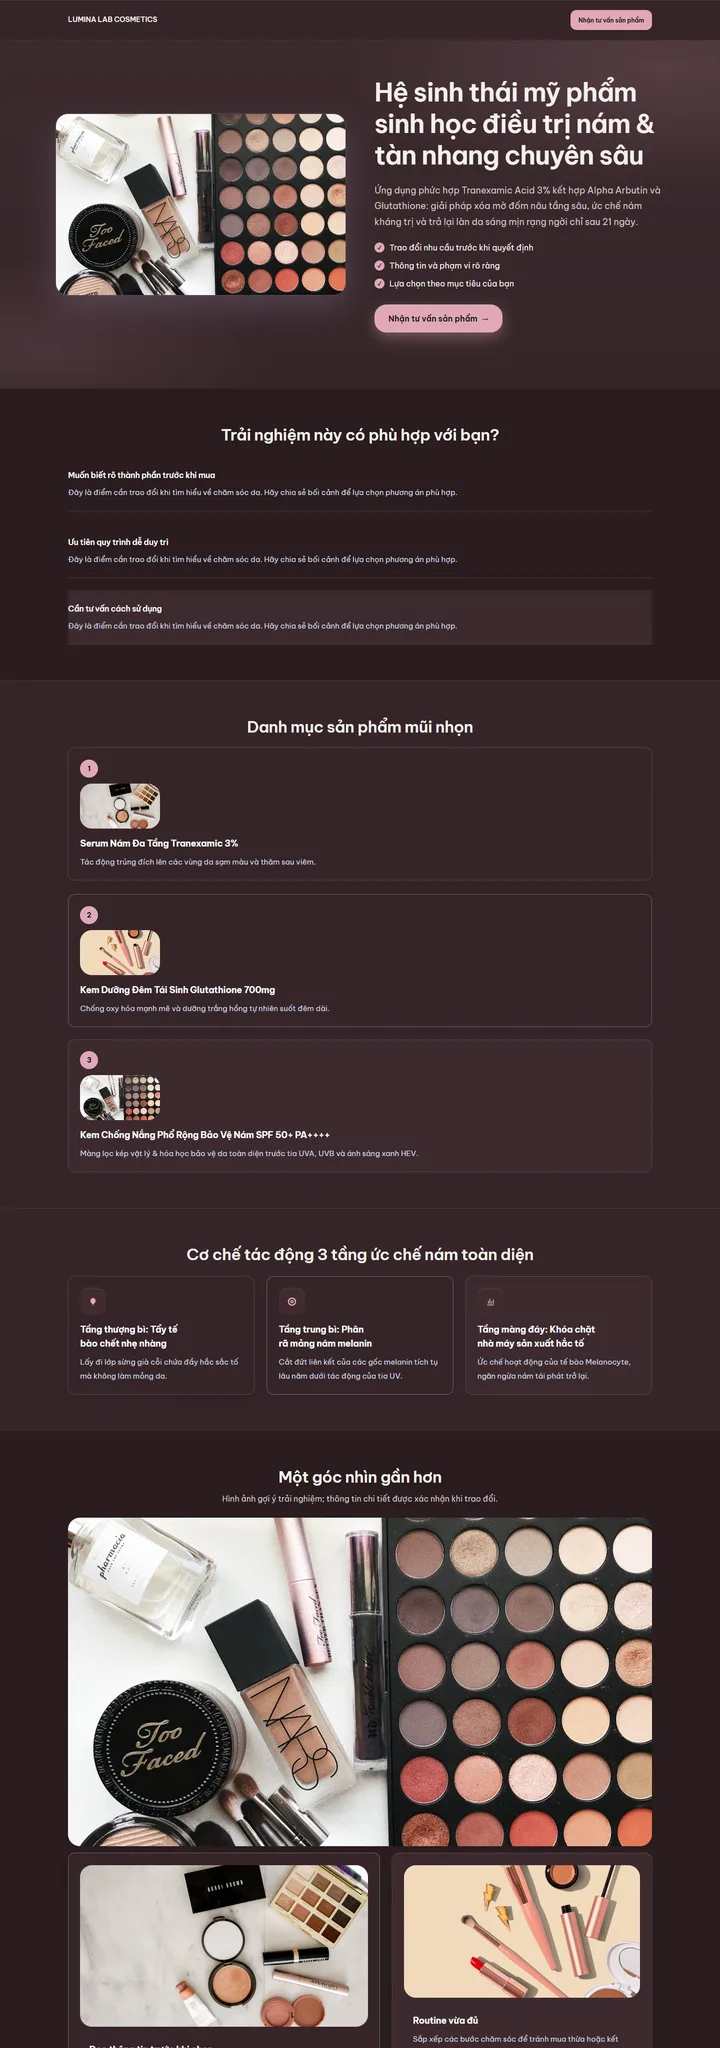 LUMINA LAB COSMETICS
Nhận tư vấn sản phẩm
Hệ sinh thái mỹ phẩm
sinh học điều trị nám &
tàn nhang chuyên sâu
Ứng dụng phức hợp Tranexamic Acid 3% kết hợp Alpha Arbutin và
Glutathione: giải pháp xóa mờ đốm nâu tầng sâu, ức chế nám
kháng trị và trả lại làn da sáng mịn rạng ngời chỉ sau 21 ngày.
Trao đổi nhu cầu trước khi quyết định
Thông tin và phạm vi rõ ràng
Lựa chọn theo mục tiêu của bạn
Nhận tư vấn sản phẩm →
pharmacia
Too
Faced
NARS
Trải nghiệm này có phù hợp với bạn?
Muốn biết rõ thành phần trước khi mua
Đây là điểm cần trao đổi khi tìm hiểu về chăm sóc da. Hãy chia sẻ bối cảnh để lựa chọn phương án phù hợp.
Ưu tiên quy trình dễ duy trì
Đây là điểm cần trao đổi khi tìm hiểu về chăm sóc da. Hãy chia sẻ bối cảnh để lựa chọn phương án phù hợp.
Cần tư vấn cách sử dụng
Đây là điểm cần trao đổi khi tìm hiểu về chăm sóc da. Hãy chia sẻ bối cảnh để lựa chọn phương án phù hợp.
Danh mục sản phẩm mũi nhọn
1
Serum Nám Đa Tầng Tranexamic 3%
Tác động trúng đích lên các vùng da sạm màu và thâm sau viêm.
2
Kem Dưỡng Đêm Tái Sinh Glutathione 700mg
Chống oxy hóa mạnh mẽ và dưỡng trắng hồng tự nhiên suốt đêm dài.
3
Kem Chống Nắng Phổ Rộng Bảo Vệ Nám SPF 50+ PA++++
Màng lọc kép vật lý & hóa học bảo vệ da toàn diện trước tia UVA, UVB và ánh sáng xanh HEV.
Cơ chế tác động 3 tầng ức chế nám toàn diện
Tầng thượng bì: Tẩy tế
bào chết nhẹ nhàng
Lấy đi lớp sừng già cỗi chứa đầy hắc sắc tố
mà không làm mỏng da.
Tầng trung bì: Phân
rã mảng nám melanin
Cắt đứt liên kết của các gốc melanin tích tụ
lâu năm dưới tác động của tia UV.
Tầng màng đáy: Khóa chặt
nhà máy sản xuất hắc tố
Ức chế hoạt động của tế bào Melanocyte,
ngăn ngừa nám tái phát trở lại.
Một góc nhìn gần hơn
Hình ảnh gợi ý trải nghiệm; thông tin chi tiết được xác nhận khi trao đổi.
pharmacia
Too Faced
Too
Faced
NARS
BOBBI BROWN
Routine vừa đủ
Sắp xếp các bước chăm sóc để tránh mua thừa hoặc kết